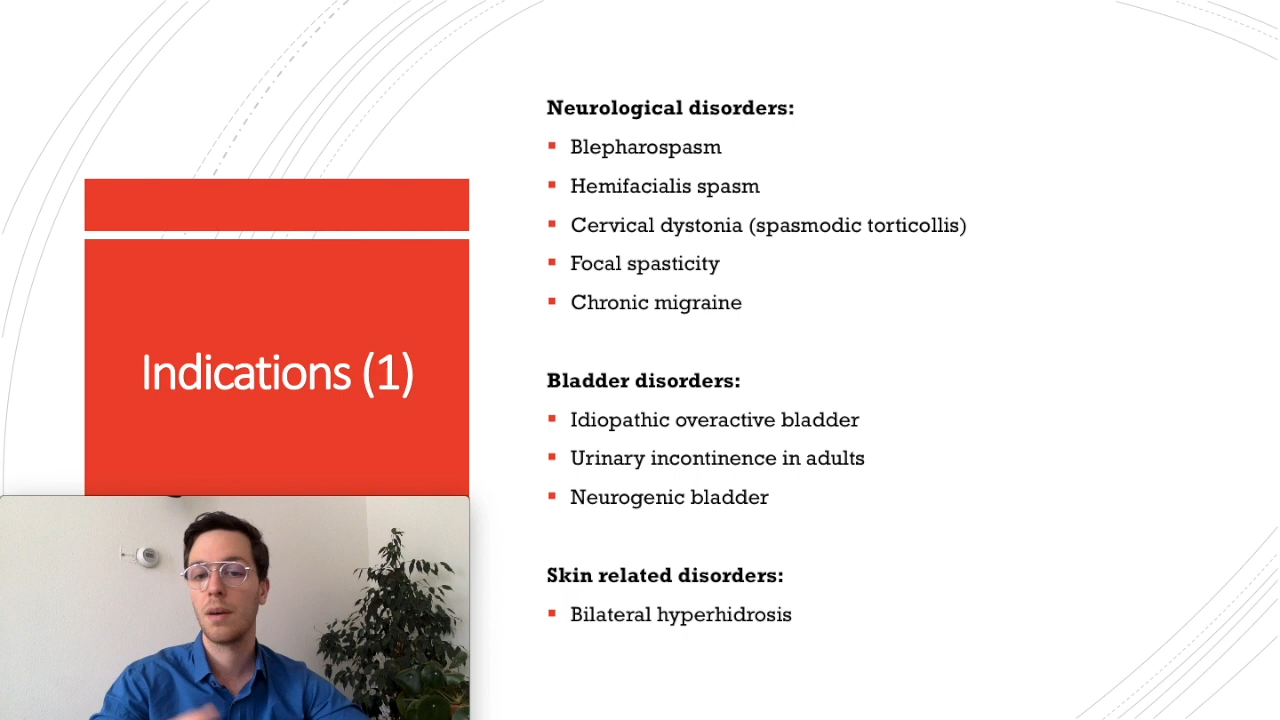 Indications (1)
Neurological disorders:
Blepharospasm
Hemifacialis spasm
Cervical dystonia (spasmodic torticollis)
Focal spasticity
Chronic migraine
Bladder disorders:
Idiopathic overactive bladder
Urinary incontinence in adults
Neurogenic bladder
Skin related disorders:
Bilateral hyperhidrosis